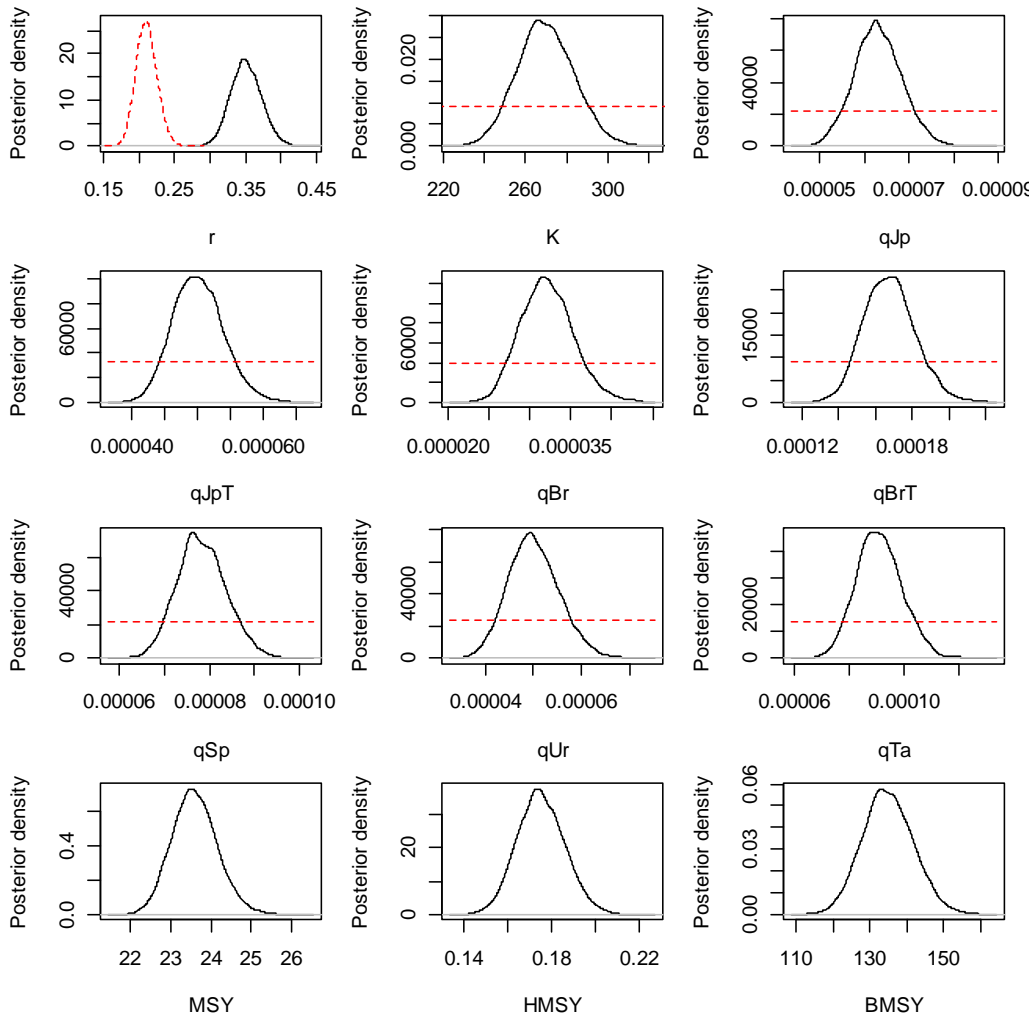 Posterior density
0 10 20
0.15 0.25 0.35 0.45
r
Posterior density
0.000 0.020
220 260 300
K
Posterior density
0 40000
0.00005 0.00007 0.00009
qJp
Posterior density
0 60000
0.000040 0.000060
qJpT
Posterior density
0 60000
0.000020 0.000035
qBr
Posterior density
0 15000
0.00012 0.00018
qBrT
Posterior density
0 40000
0.00006 0.00008 0.00010
qSp
Posterior density
0 40000
0.00004 0.00006
qUr
Posterior density
0 20000
0.00006 0.00010
qTa
Posterior density
0.0 0.4
22 23 24 25 26
MSY
Posterior density
0 20
0.14 0.18 0.22
HMSY
Posterior density
0.00 0.03 0.06
110 130 150
BMSY